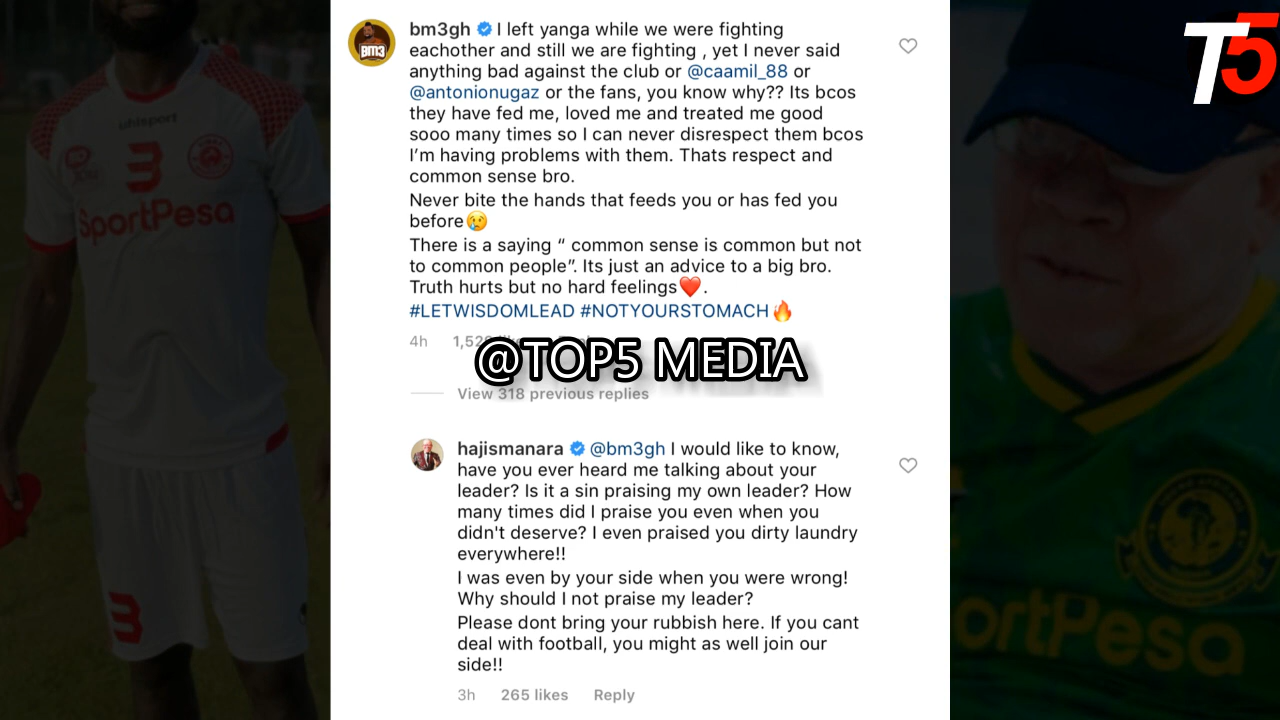 bm3gh I left yanga while we were fighting
eachother and still we are fighting , yet I never said
anything bad against the club or @caamil_88 or
@antonionugaz or the fans, you know why?? Its bcos
they have fed me, loved me and treated me good
sooo many times so I can never disrespect them bcos
I'm having problems with them. Thats respect and
common sense bro.
Never bite the hands that feeds you or has fed you
before😢
There is a saying “ common sense is common but not
to common people”. Its just an advice to a big bro.
Truth hurts but no hard feelings❤️.
#LETWISDOMLEAD #NOTYOURSTOMACH🔥
4h
@TOP5 MEDIA
View 318 previous replies
hajismanara @bm3gh I would like to know,
have you ever heard me talking about your
leader? Is it a sin praising my own leader? How
many times did I praise you even when you
didn't deserve? I even praised you dirty laundry
everywhere!!
I was even by your side when you were wrong!
Why should I not praise my leader?
Please dont bring your rubbish here. If you cant
deal with football, you might as well join our
side!!
3h 265 likes Reply
BM3
T5
uhlsport
3
SportPesa
3
ortPesa